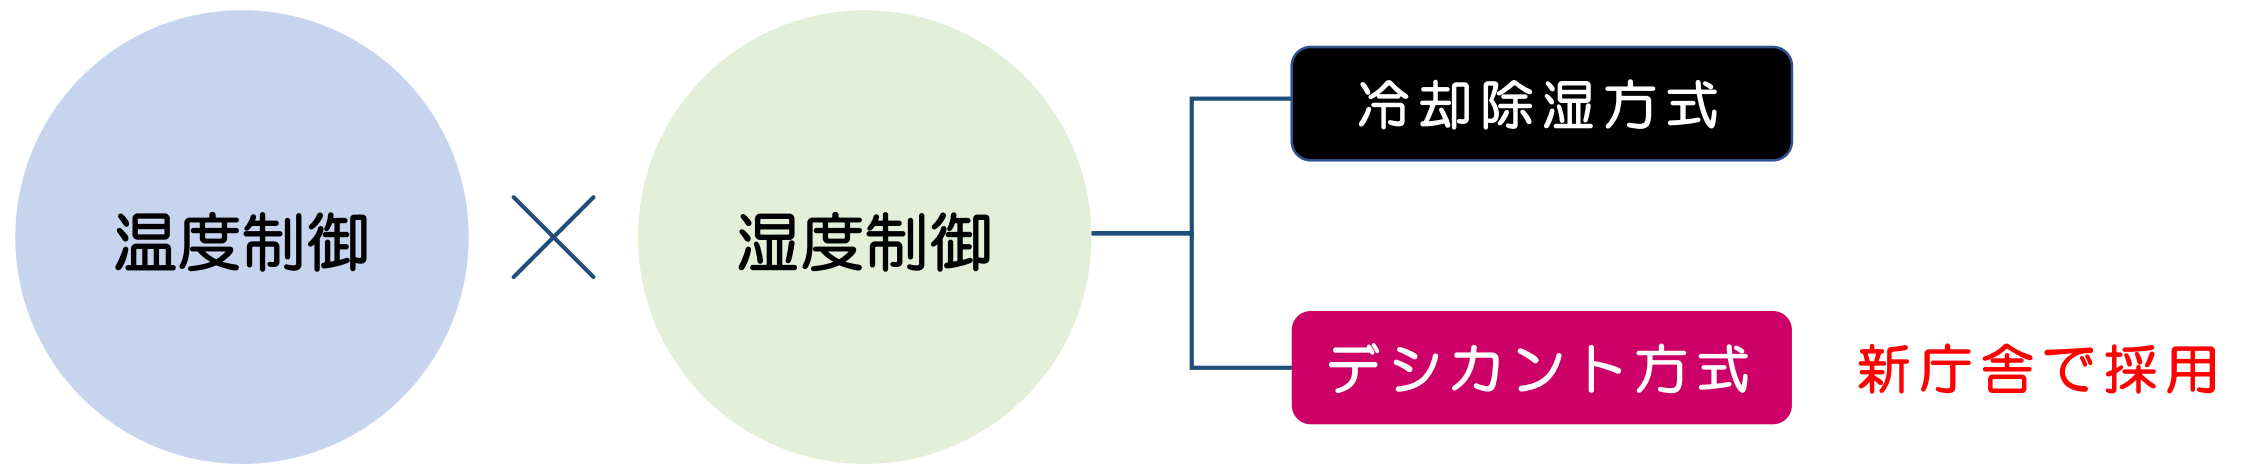 温度制御
×
湿度制御
冷却除湿方式
デシカント方式
新庁舎で採用